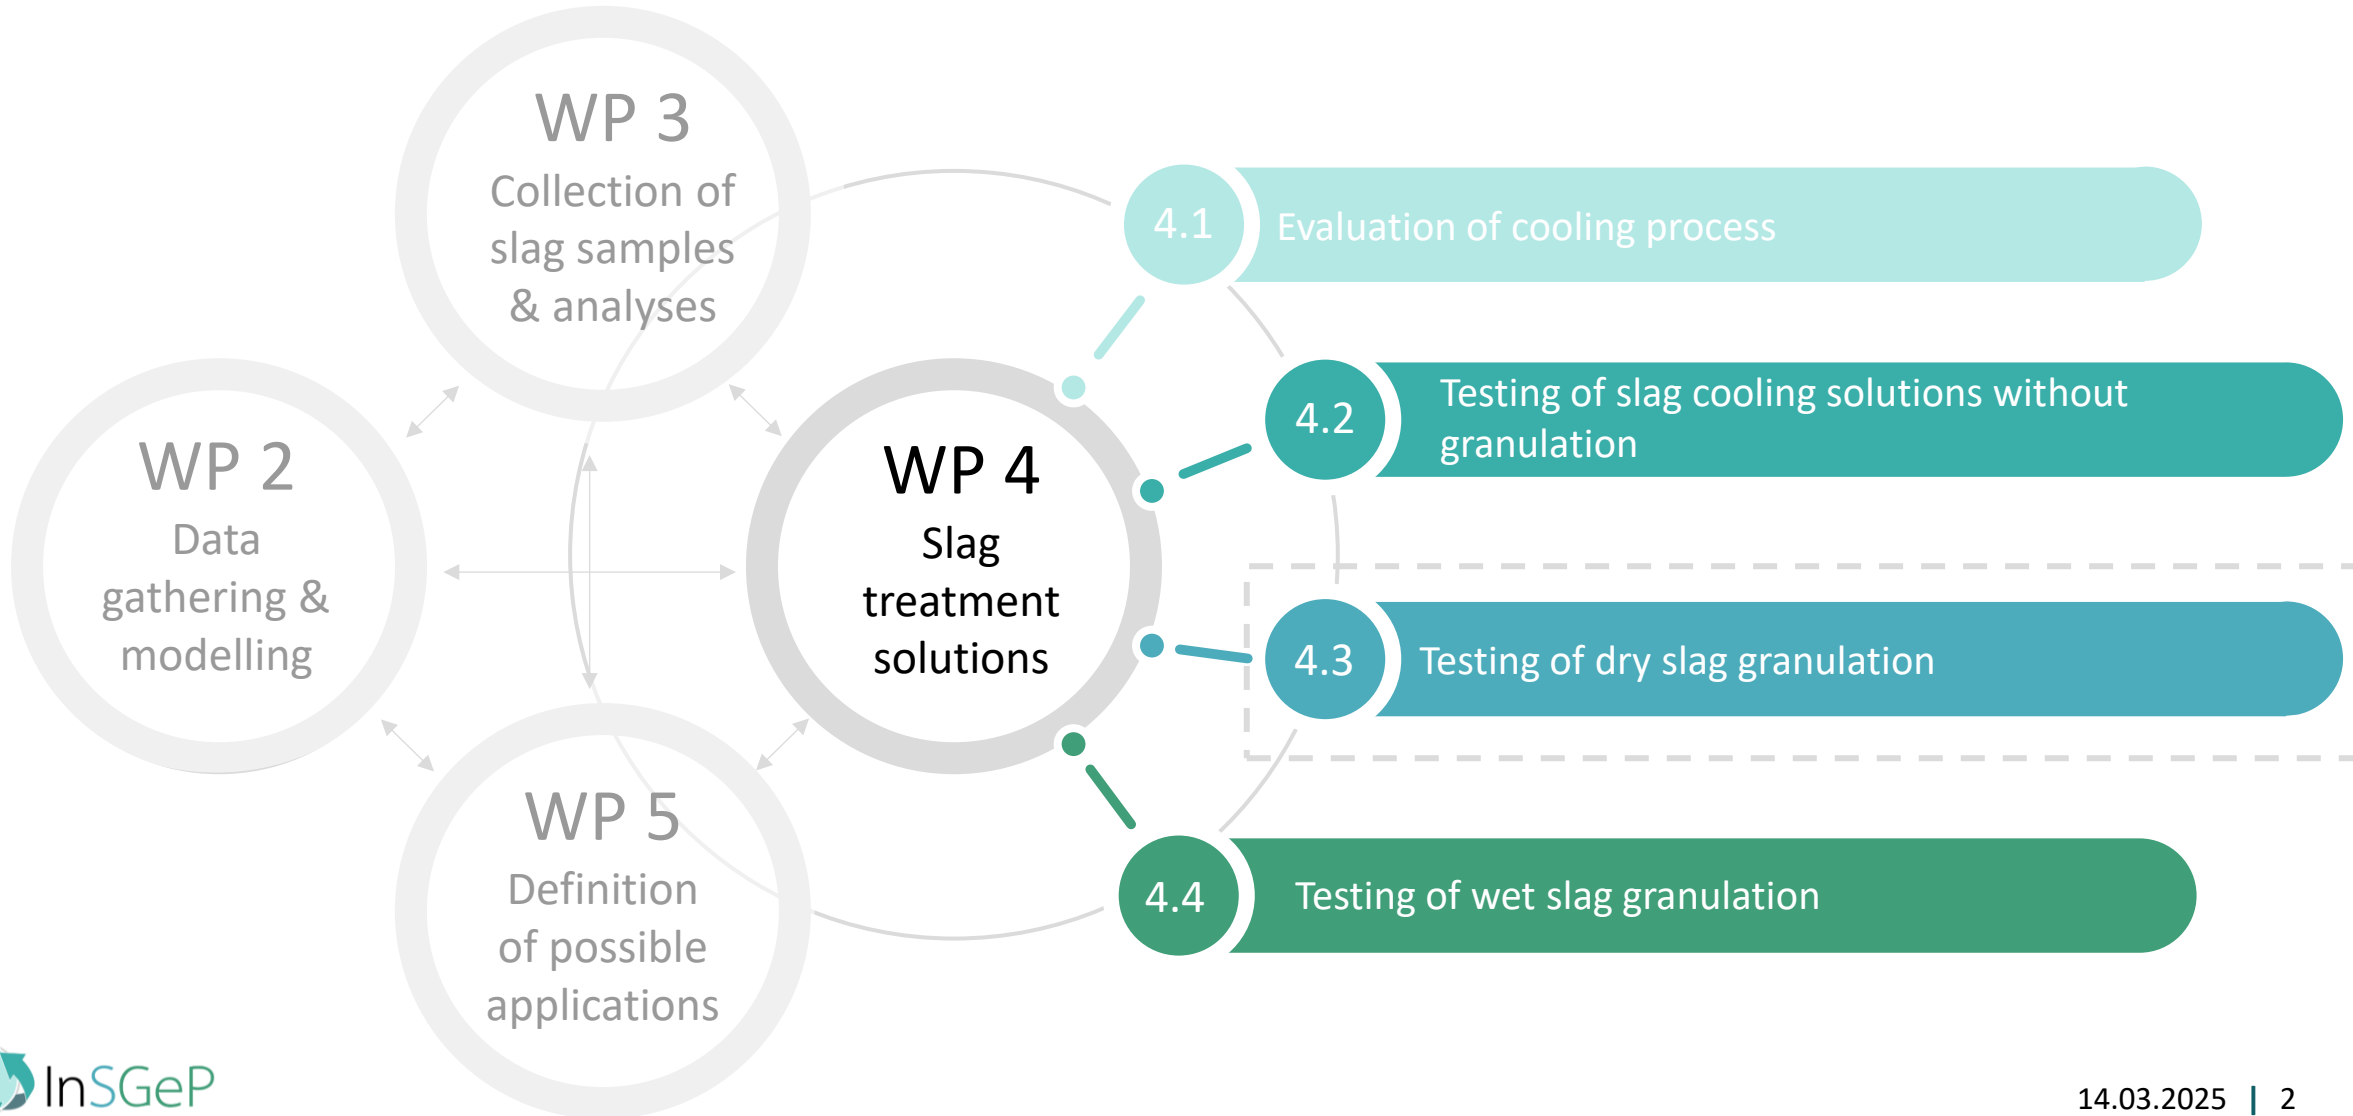 WP 3
Collection of
slag samples
& analyses
WP 2
Data
gathering &
modelling
WP 4
Slag
treatment
solutions
WP 5
Definition
of possible
applications
4.1
Evaluation of cooling process
4.2
Testing of slag cooling solutions without
granulation
4.3
Testing of dry slag granulation
4.4
Testing of wet slag granulation
InSGeP
14.03.2025 | 2